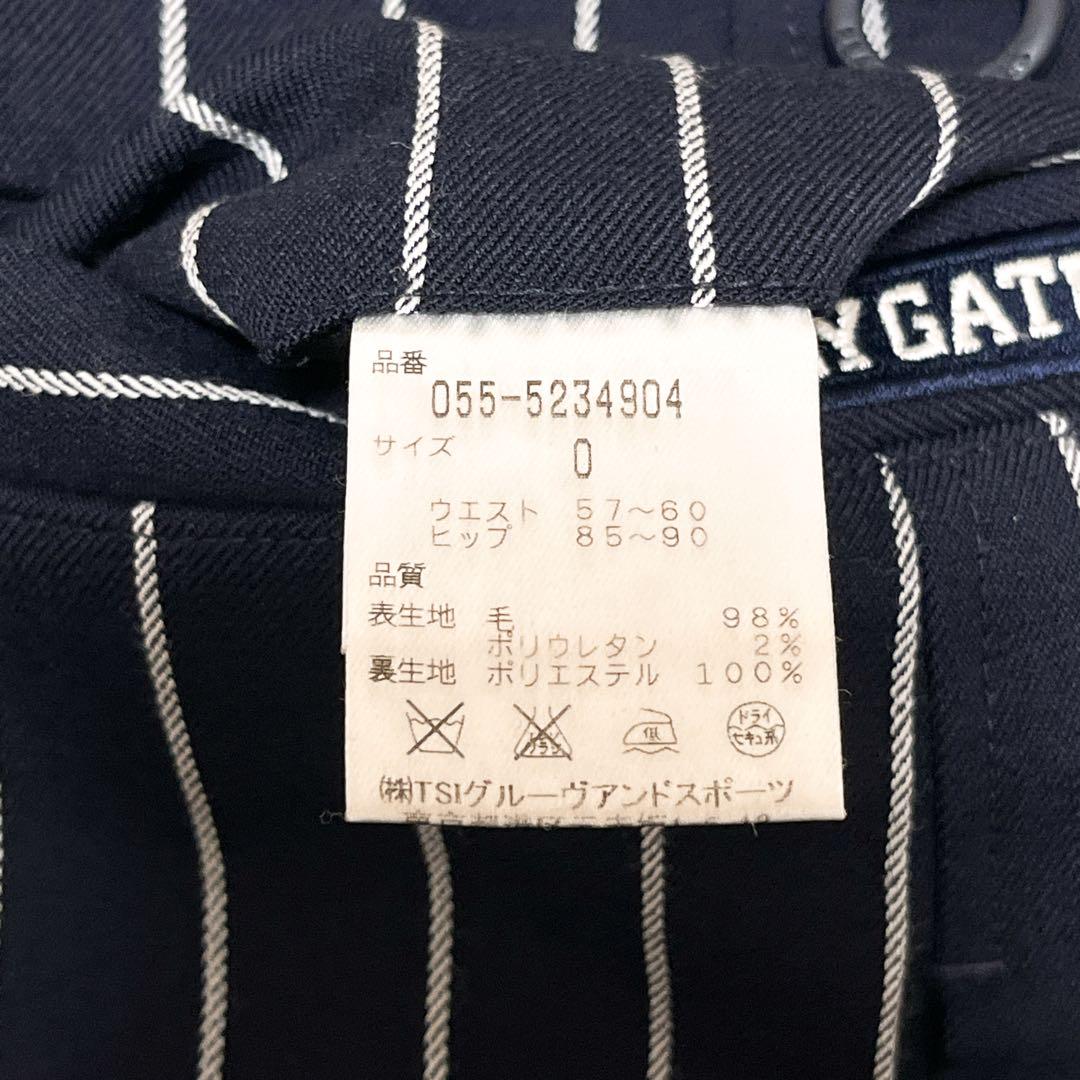 品番
055-5234904
サイズ 0
ウエスト 57～60
ヒップ 85～90
品質
表生地 毛 98%
ポリウレタン 2%
裏生地 ポリエステル 100%
低
ドライ
セキユ系
㈱TSIグルーヴアンドスポーツ
YGAT